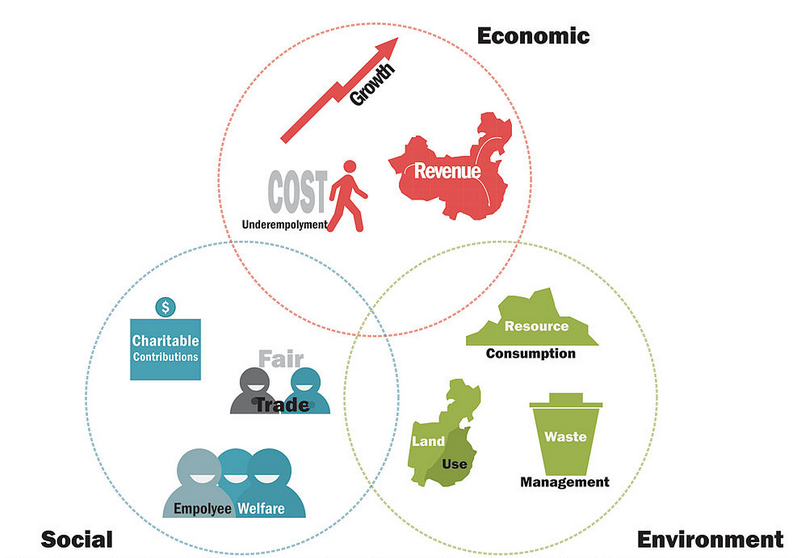 Economic
Growth
COST
Underempolyment
Revenue
$
Charitable
Contributions
Fair
Trade
Empolyee Welfare
Social
Resource
Consumption
Land
Use
Waste
Management
Environment